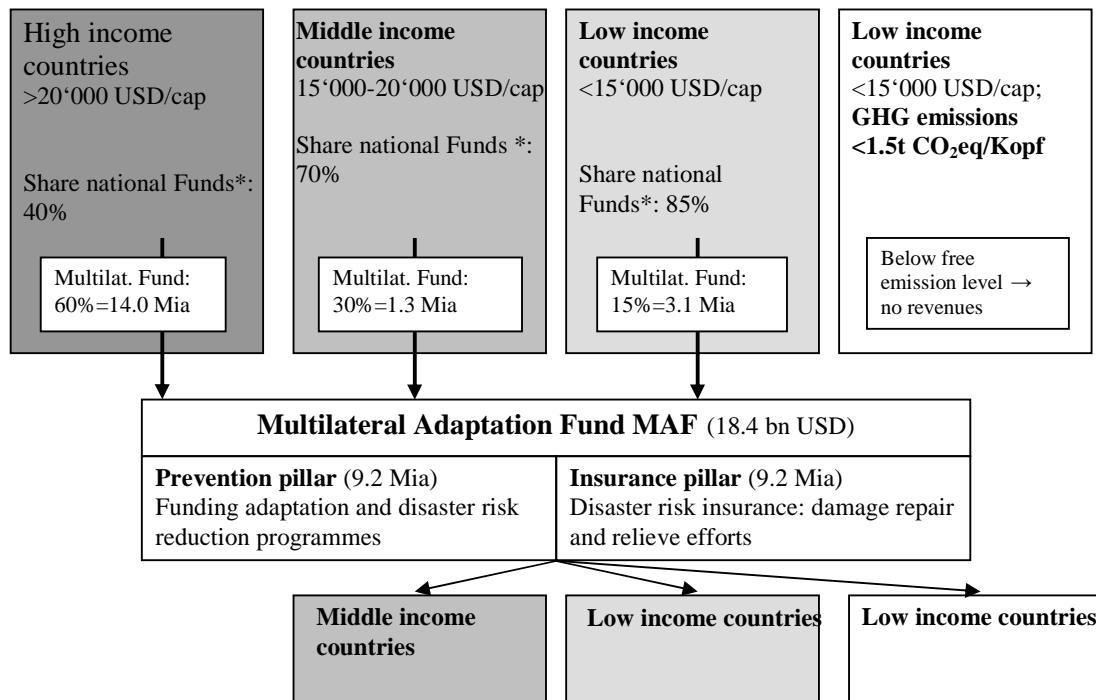 High income
countries
>20‘000 USD/cap
Share national Funds*:
40%
Multilat. Fund:
60%=14.0 Mia
Middle income
countries
15‘000-20‘000 USD/cap
Share national Funds *:
70%
Multilat. Fund:
30%=1.3 Mia
Low income
countries
<15‘000 USD/cap
Share national
Funds*: 85%
Multilat. Fund:
15%=3.1 Mia
Low income
countries
<15‘000 USD/cap;
GHG emissions
<1.5t CO₂eq/Kopf
Below free
emission level →
no revenues
Multilateral Adaptation Fund MAF (18.4 bn USD)
Prevention pillar (9.2 Mia)
Funding adaptation and disaster risk
reduction programmes
Insurance pillar (9.2 Mia)
Disaster risk insurance: damage repair
and relieve efforts
Middle income
countries
Low income countries
Low income countries